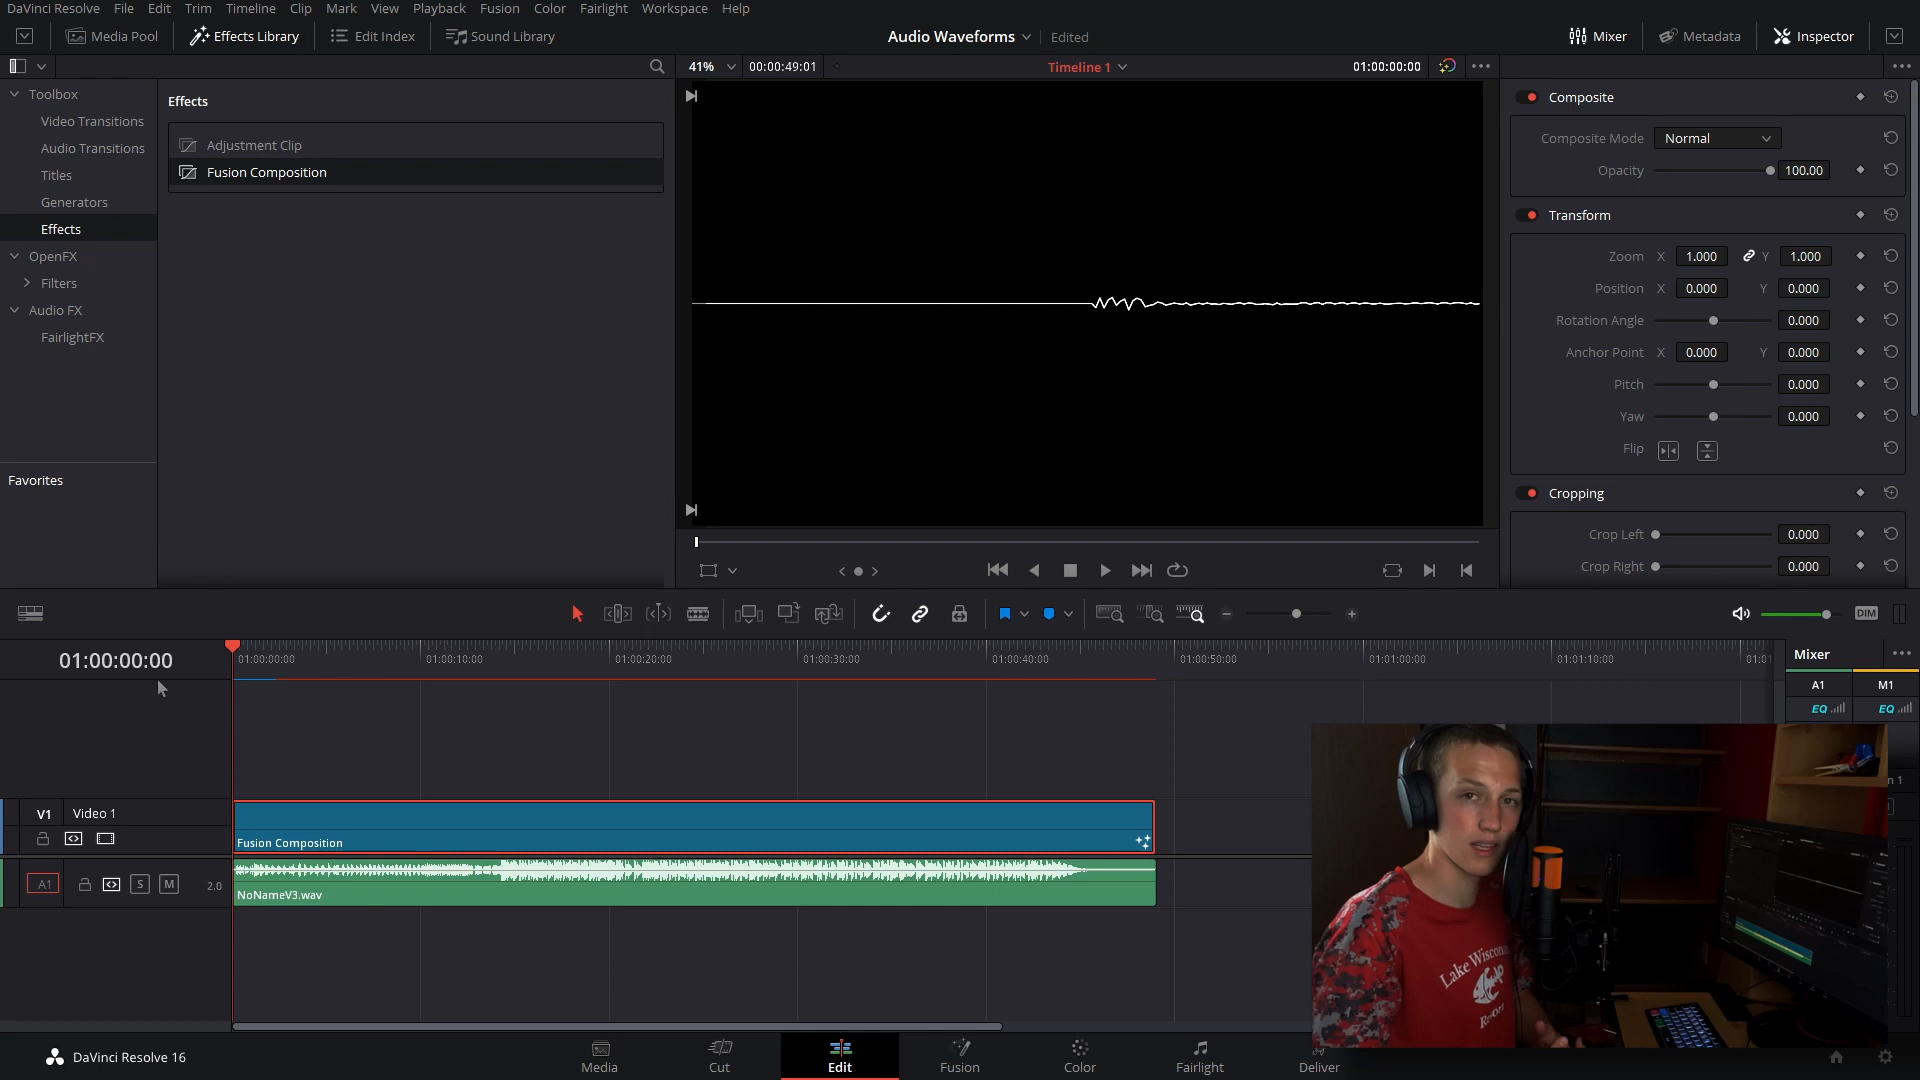 DaVinci Resolve File Edit Trim Timeline Clip Mark View Playback Fusion Color Fairlight Workspace Help
Media Pool Effects Library Edit Index Sound Library Audio Waveforms Edited Mixer Metadata Inspector
41% 00:00:49:01 Timeline 1 01:00:00:00
Toolbox
Video Transitions
Audio Transitions
Titles
Generators
Effects
OpenFX
Filters
Audio FX
FairlightFX
Favorites
Effects
Adjustment Clip
Fusion Composition
Composite
Composite Mode Normal
Opacity 100.00
Transform
Zoom X 1.000 Y 1.000
Position X 0.000 Y 0.000
Rotation Angle 0.000
Anchor Point X 0.000 Y 0.000
Pitch 0.000
Yaw 0.000
Flip
Cropping
Crop Left 0.000
Crop Right 0.000
DIM
01:00:00:00
01:00:00:00 01:00:10:00 01:00:20:00 01:00:30:00 01:00:40:00 01:00:50:00 01:01:00:00 01:01:10:00
Mixer
A1 M1
EQ EQ
V1 Video 1
Fusion Composition
A1 S M 2.0
NoNameV3.wav
Lake Wisconsin
DaVinci Resolve 16
Media Cut Edit Fusion Color Fairlight Deliver